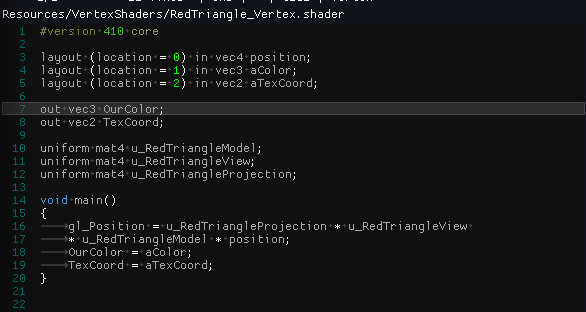 Resources/VertexShaders/RedTriangle_Vertex.shader
1 #version 410 core
2
3 layout (location = 0) in vec4 position;
4 layout (location = 1) in vec3 aColor;
5 layout (location = 2) in vec2 aTexCoord;
6
7 out vec3 OurColor;
8 out vec2 TexCoord;
9
10 uniform mat4 u_RedTriangleModel;
11 uniform mat4 u_RedTriangleView;
12 uniform mat4 u_RedTriangleProjection;
13
14 void main()
15 {
16 gl_Position = u_RedTriangleProjection * u_RedTriangleView
17 * u_RedTriangleModel * position;
18 OurColor = aColor;
19 TexCoord = aTexCoord;
20 }
21
22